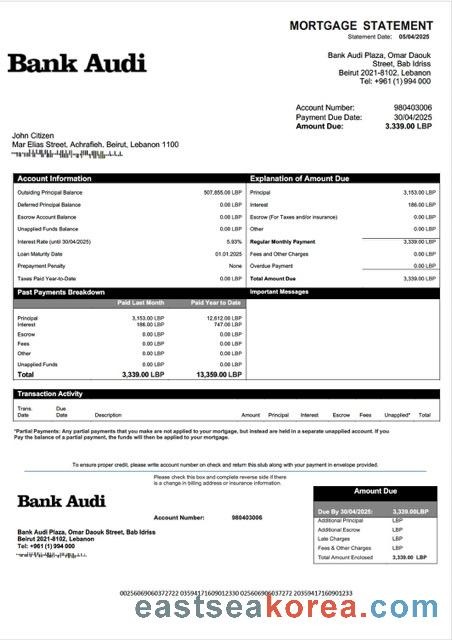 MORTGAGE STATEMENT
Statement Date: 05/04/2025
Bank Audi
Bank Audi Plaza, Omar Daouk
Street, Bab Idriss
Beirut 2021-8102, Lebanon
Tel: +961 (1) 994 000
Account Number: 980403006
Payment Due Date: 30/04/2025
Amount Due: 3.339.00 LBP
John Citizen
Mar Elias Street, Achrafieh, Beirut, Lebanon 1100
Account Information
Outsiding Principal Balance 507,655.00 LBP
Deferred Principal Balance 0.00 LBP
Escrow Account Balance 0.00 LBP
Unapplied Funds Balance 0.00 LBP
Interest Rate (until 30/04/2025) 5.93%
Loan Maturity Date 01.01.2025
Prepayment Penalty None
Taxes Paid Year-to-Date 0.00 LBP
Explanation of Amount Due
Principal 3,153.00 LBP
Interest 186.00 LBP
Escrow (For Taxes and/or insurance) 0.00 LBP
Other 0.00 LBP
Regular Monthly Payment 3,339.00 LBP
Fees and Other Charges 0.00 LBP
Overdue Payment 0.00 LBP
Total Amount Due 3,339.00 LBP
Past Payments Breakdown
Paid Last Month Paid Year to Date
Principal 3,153.00 LBP 12,612.00 LBP
Interest 186.00 LBP 747.00 LBP
Escrow 0.00 LBP 0.00 LBP
Fees 0.00 LBP 0.00 LBP
Other 0.00 LBP 0.00 LBP
Unapplied Funds 0.00 LBP 0.00 LBP
Total 3,339.00 LBP 13,359.00 LBP
Important Messages
Transaction Activity
Trans. Date Due Date Description Amount Principal Interest Escrow Fees Unapplied* Total
*Partial Payments: Any partial payments that you make are not applied to your mortgage, but instead are held in a separate unapplied account. If you
Pay the balance of a partial payment, the funds will then be applied to your mortgage.
To ensure proper credit, please write account number on check and return this stub along with your payment in envelope provided.
Please check this box and complete reverse side if there
is a change in billing address or insurance information.
Bank Audi
Account Number: 980403006
Bank Audi Plaza, Omar Daouk Street, Bab Idriss
Beirut 2021-8102, Lebanon
Tel: +961 (1) 994 000
Amount Due
Due By 30/04/2025: 3,339.00LBP
Additional Principal LBP
Additional Escrow LBP
Late Charges LBP
Fees & Other Charges LBP
Total Amount Enclosed 3,339.00 LBP
00256069060372722 203594171609012330 025606906037272 20359417160901233
eastseakorea.com